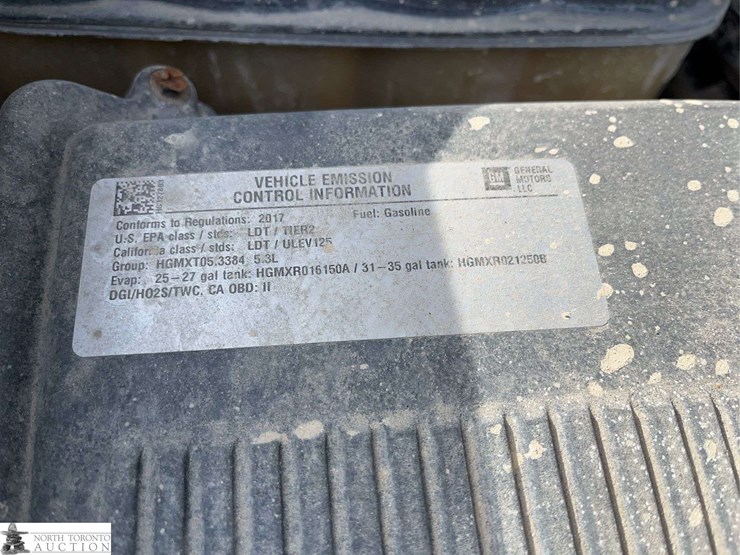 VEHICLE EMISSION
CONTROL INFORMATION
GM GENERAL
MOTORS
LLC
Conforms to Regulations: 2017 Fuel: Gasoline
U.S. EPA class / stds: LDT / TIER2
California class / stds: LDT / ULEV125
Group: HGMXT05.3384, 5.3L
Evap: 25-27 gal tank: HGMXR016150A / 31-35 gal tank: HGMXR021250B
DGI/HO2S/TWC, CA OBD: II
NORTH TORONTO
AUCTION